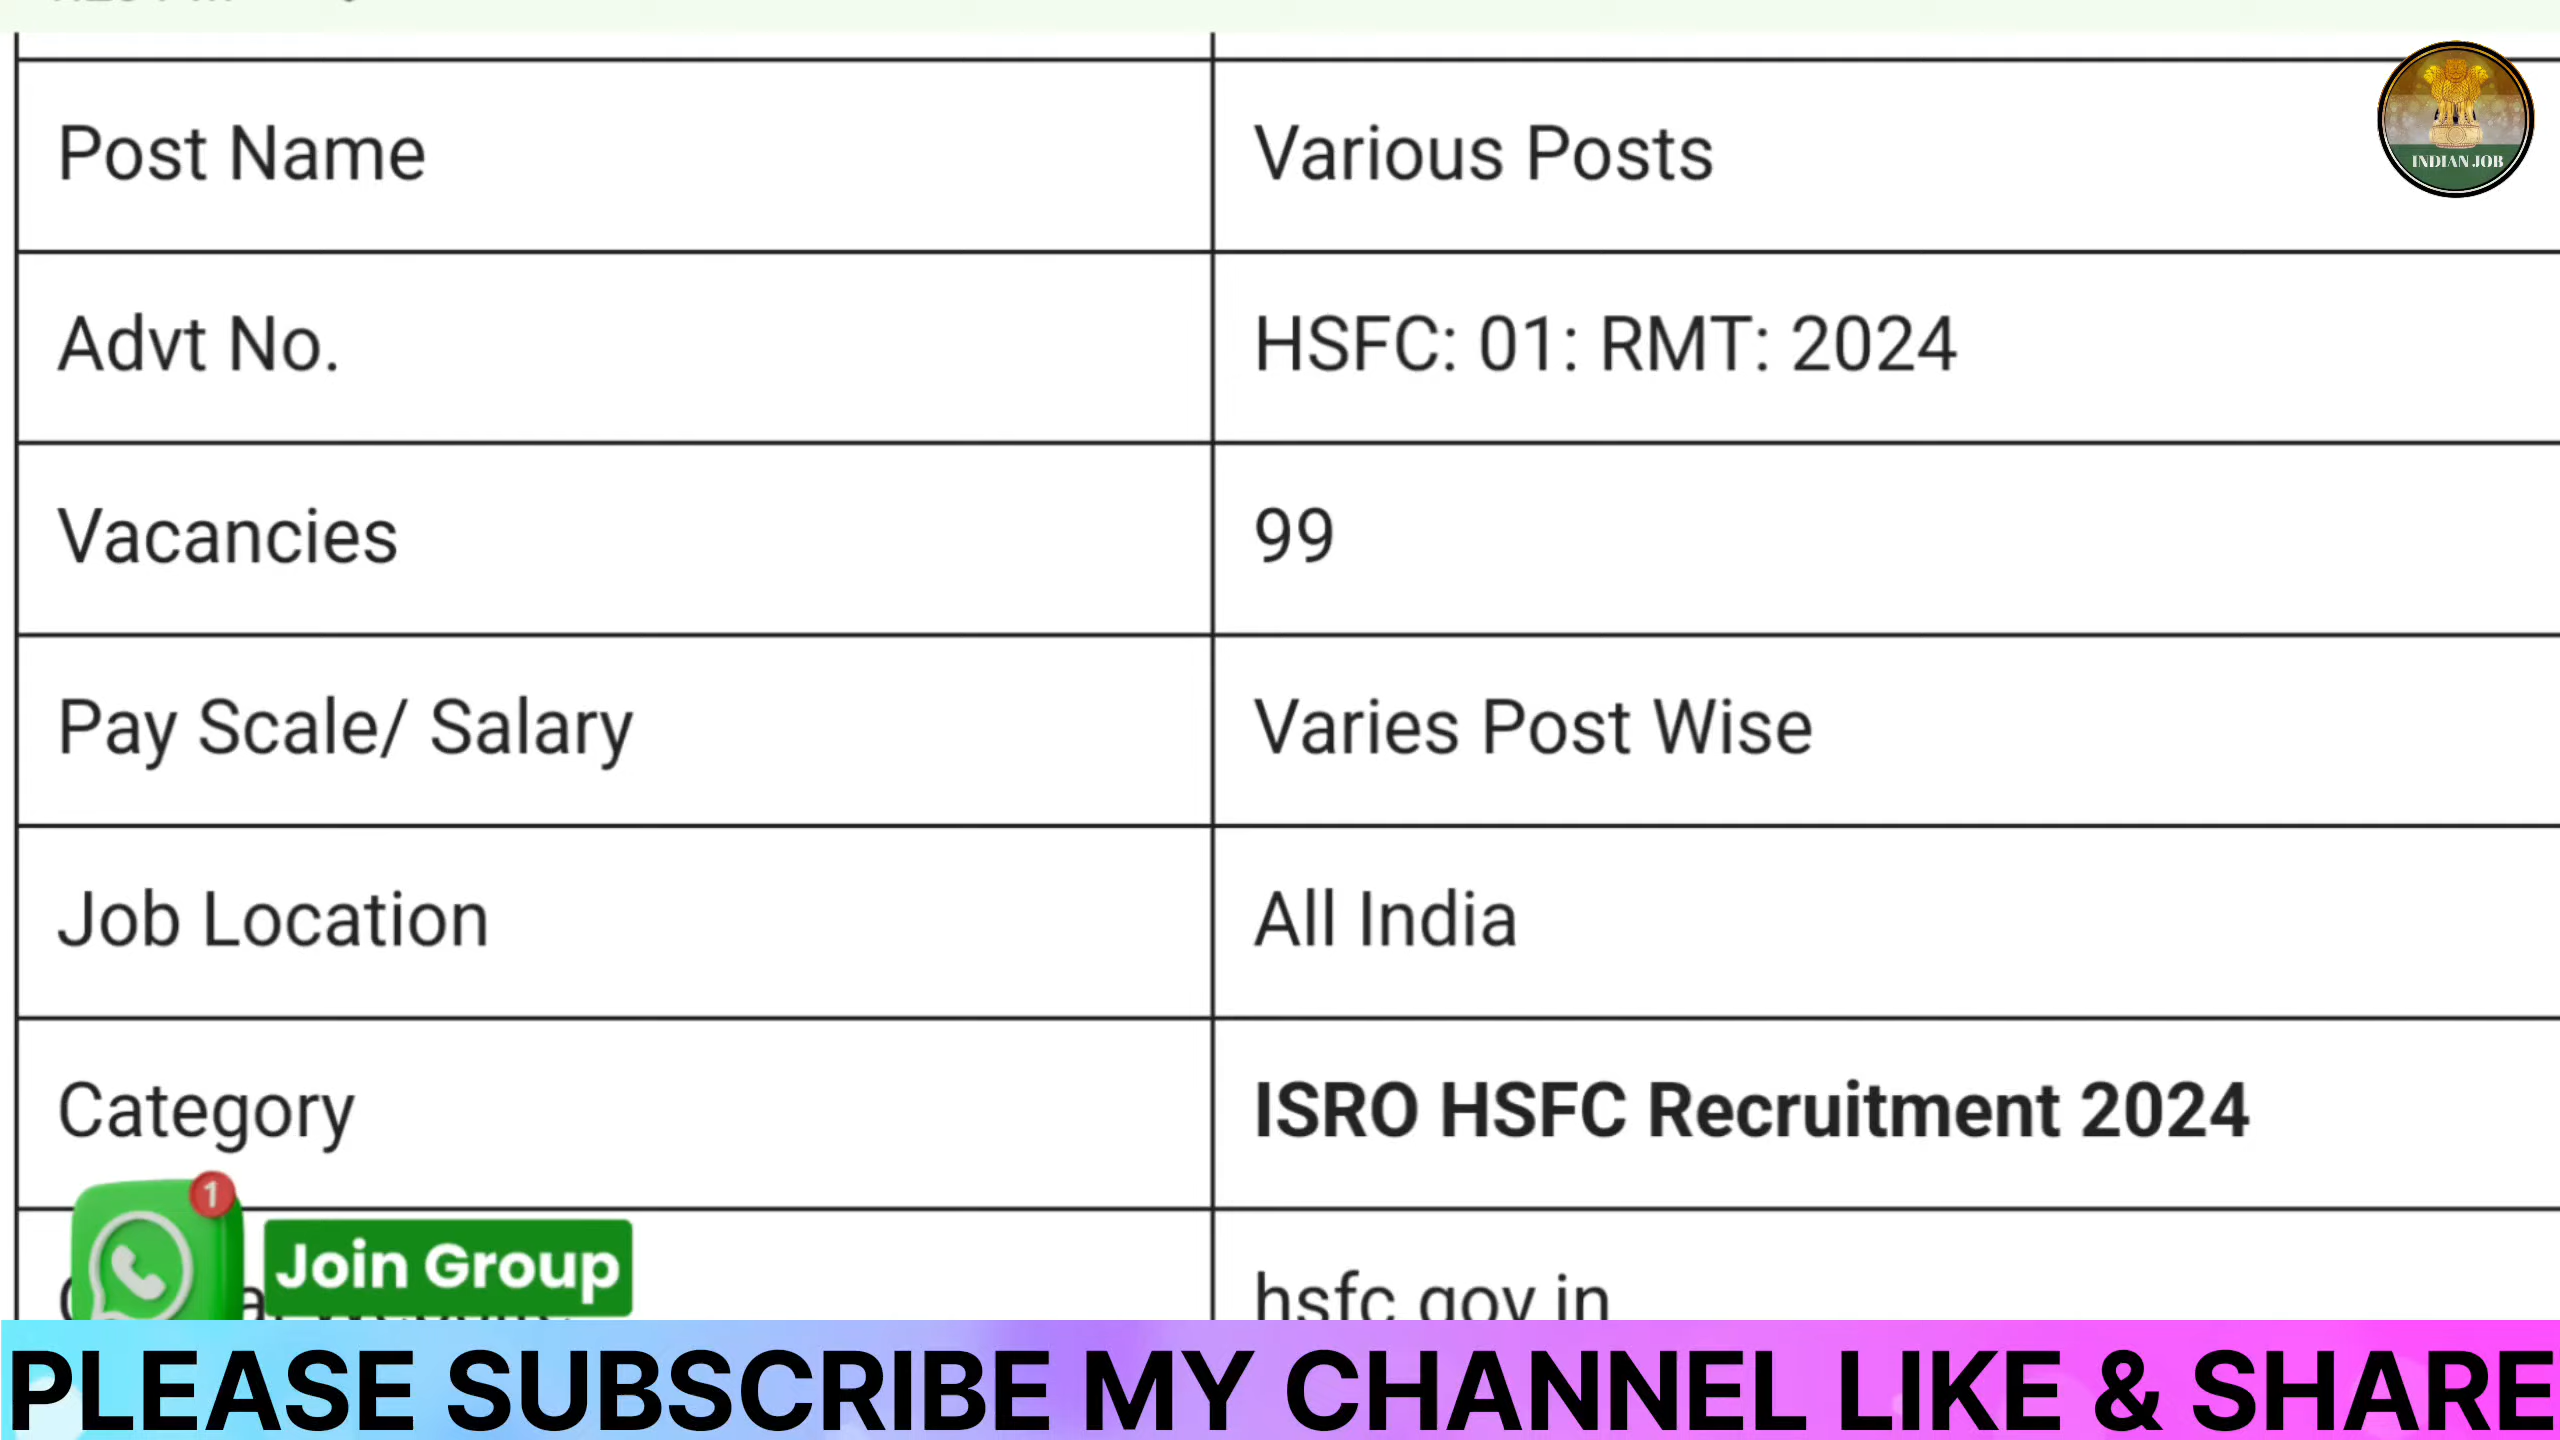 Post Name Various Posts
INDIAN JOB
Advt No. HSFC: 01: RMT: 2024
Vacancies 99
Pay Scale/ Salary Varies Post Wise
Job Location All India
Category ISRO HSFC Recruitment 2024
1
Join Group
hsfc.gov.in
PLEASE SUBSCRIBE MY CHANNEL LIKE & SHARE